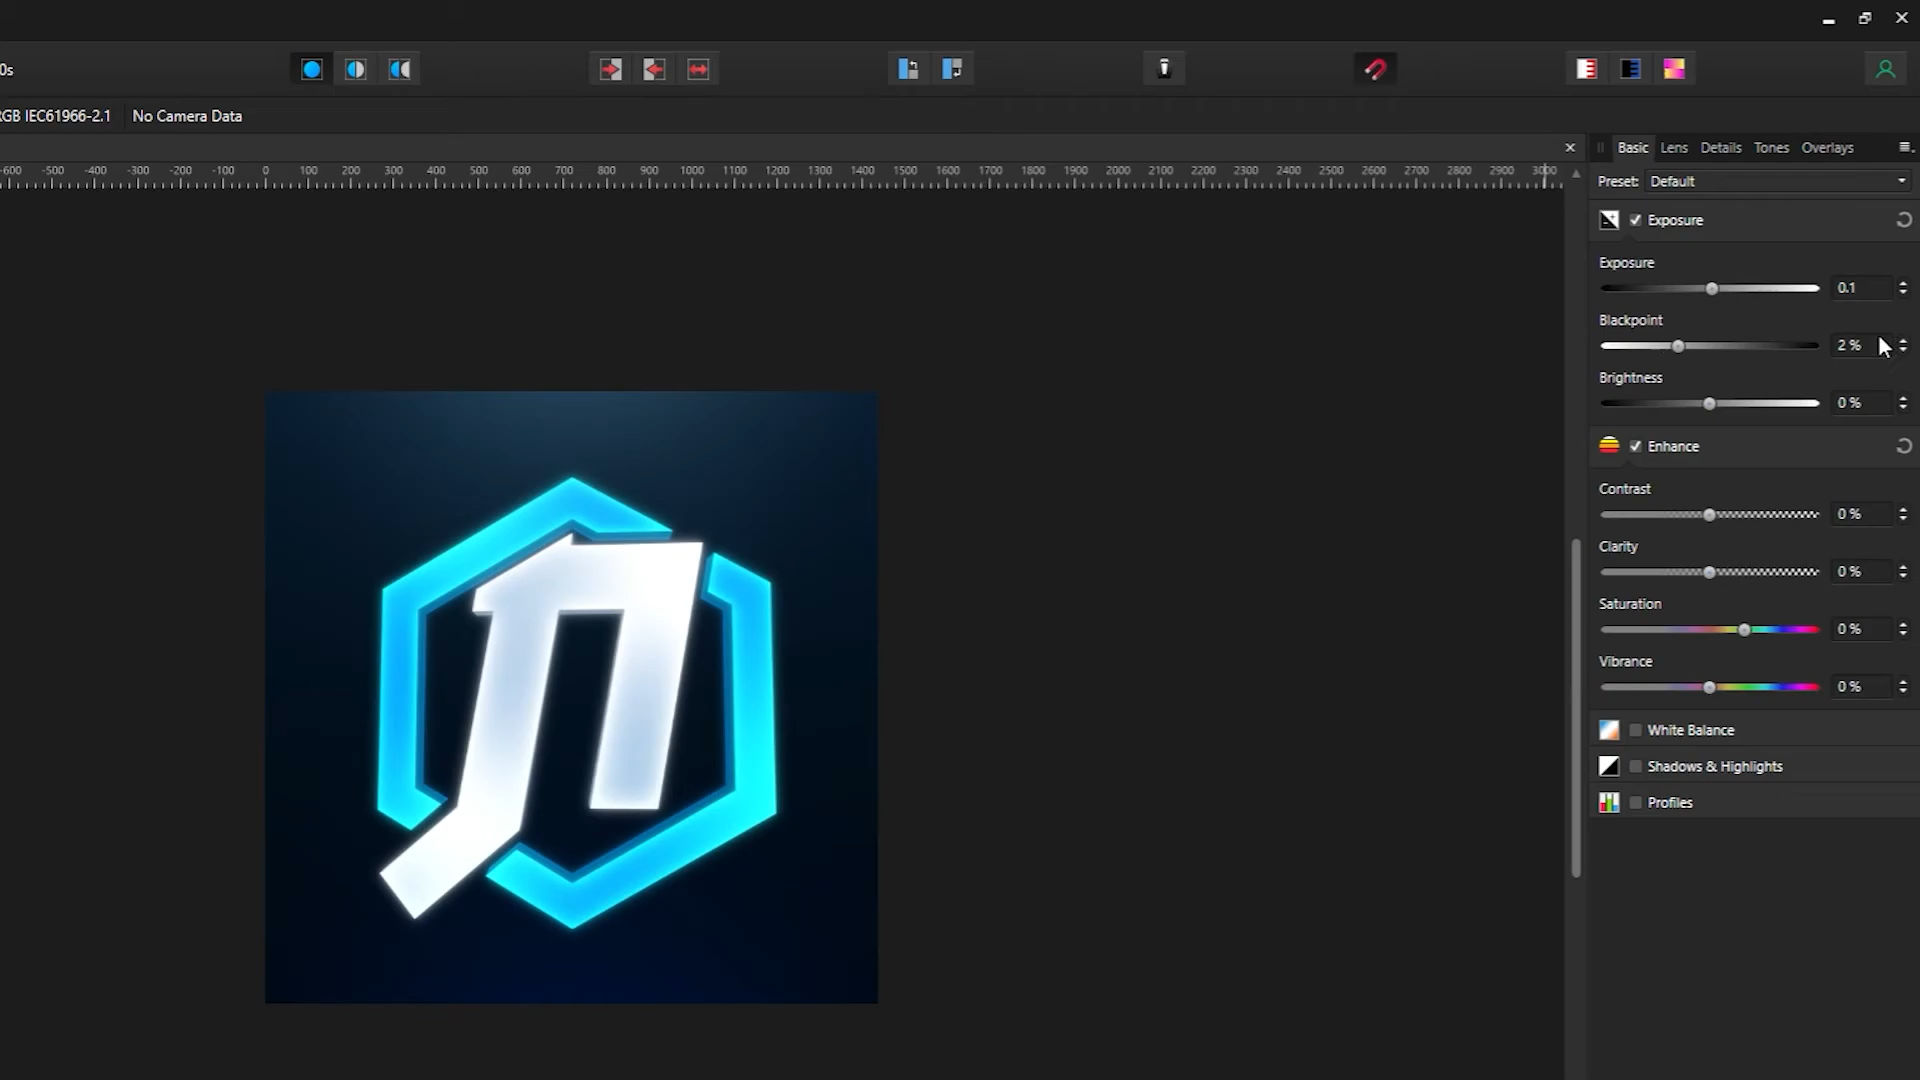 0s
RGB IEC61966-2.1 No Camera Data
-600 -500 -400 -300 -200 -100 0 100 200 300 400 500 600 700 800 900 1000 1100 1200 1300 1400 1500 1600 1700 1800 1900 2000 2100 2200 2300 2400 2500 2600 2700 2800 2900 3000
Basic Lens Details Tones Overlays
Preset: Default
Exposure
Exposure
0.1
Blackpoint
2 %
Brightness
0 %
Enhance
Contrast
0 %
Clarity
0 %
Saturation
0 %
Vibrance
0 %
White Balance
Shadows & Highlights
Profiles